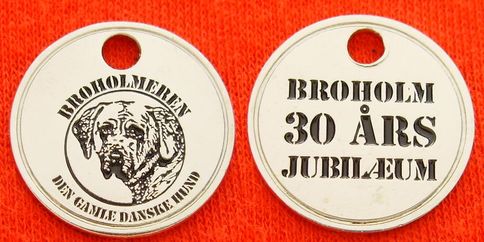 BROHOLMEREN
DEN GAMLE DANSKE HUND
BROHOLM
30 ÅRS
JUBILÆUM